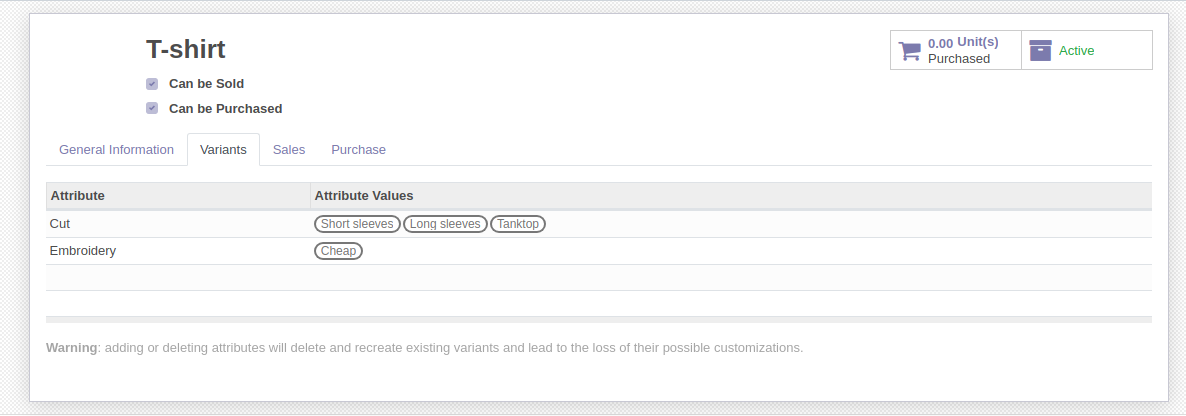 T-shirt
0.00 Unit(s)
Purchased
Active
Can be Sold
Can be Purchased
General Information Variants Sales Purchase
Attribute Attribute Values
Cut Short sleeves Long sleeves Tanktop
Embroidery Cheap
Warning: adding or deleting attributes will delete and recreate existing variants and lead to the loss of their possible customizations.